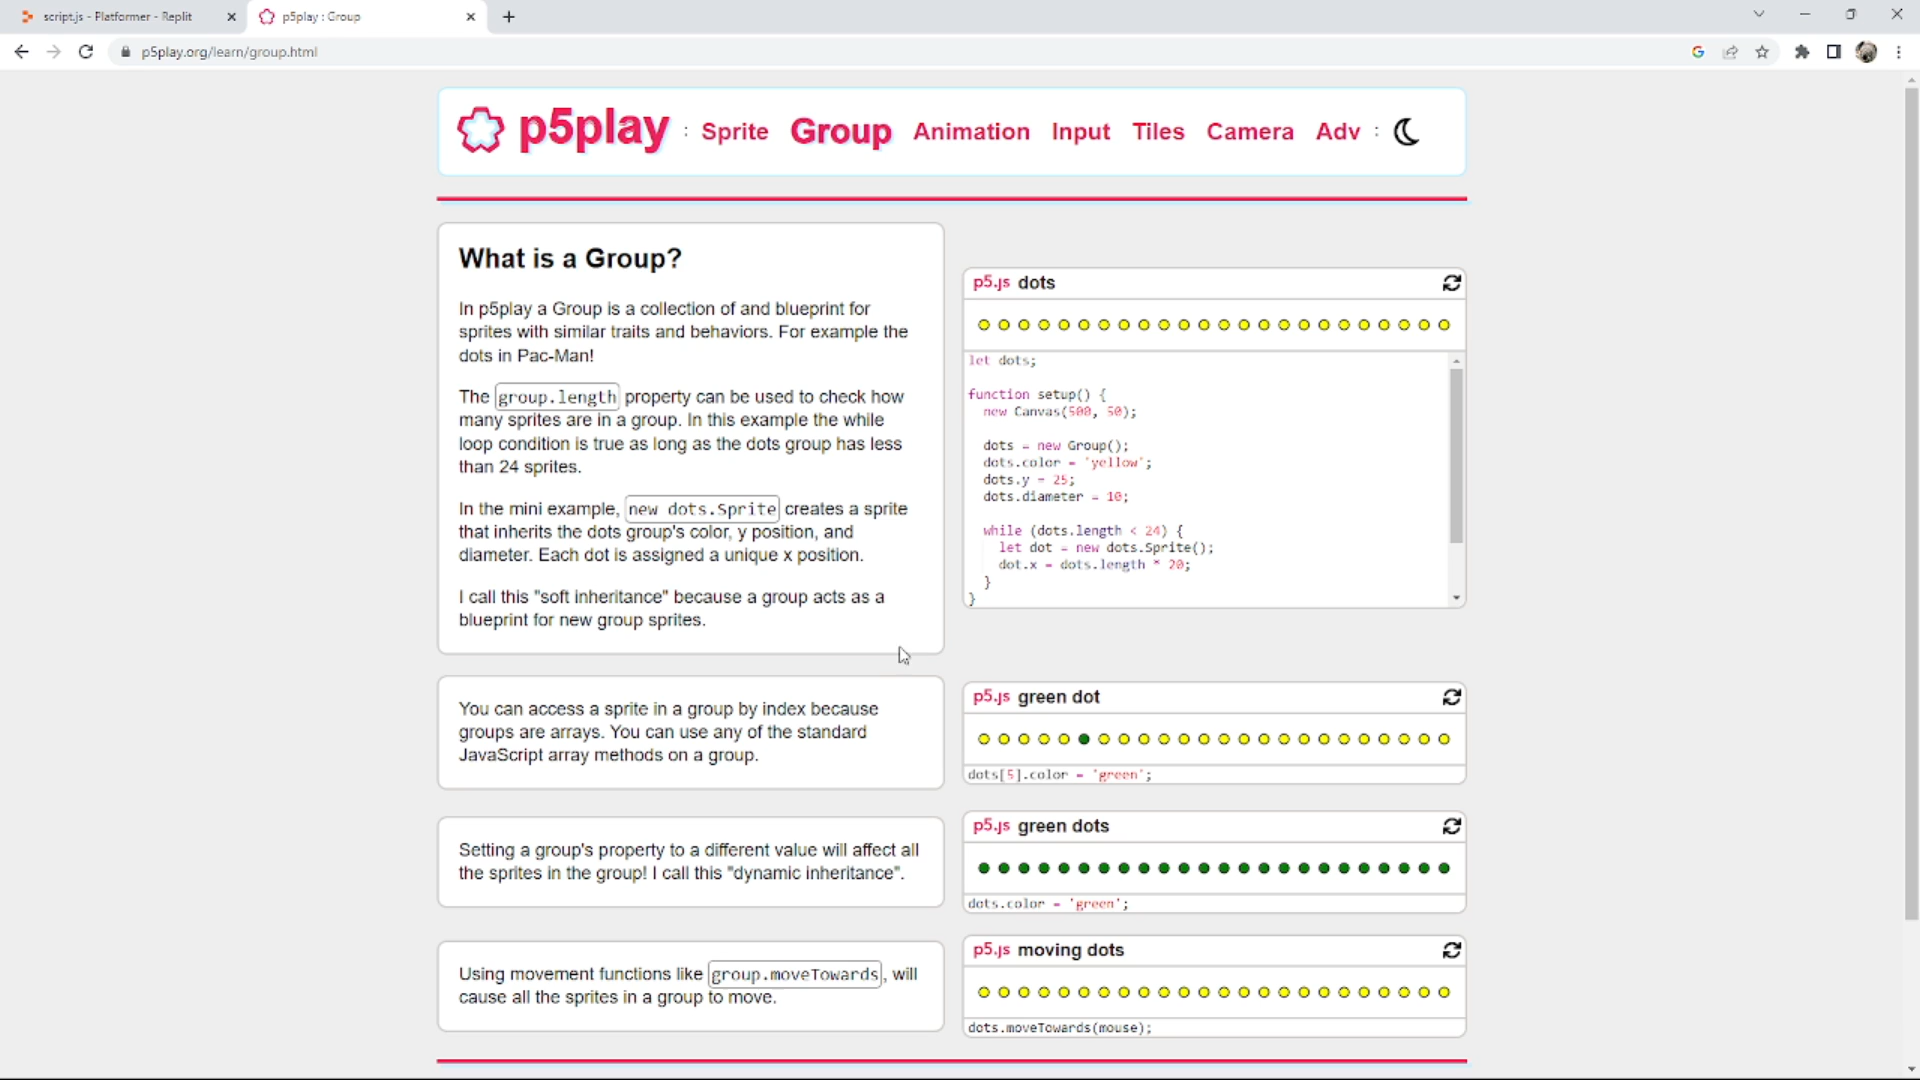 script.js - Platformer - Replit
p5play : Group
p5play.org/learn/group.html
p5play : Sprite Group Animation Input Tiles Camera Adv :
What is a Group?
In p5play a Group is a collection of and blueprint for
sprites with similar traits and behaviors. For example the
dots in Pac-Man!
The group.length property can be used to check how
many sprites are in a group. In this example the while
loop condition is true as long as the dots group has less
than 24 sprites.
In the mini example, new dots.Sprite creates a sprite
that inherits the dots group's color, y position, and
diameter. Each dot is assigned a unique x position.
I call this "soft inheritance" because a group acts as a
blueprint for new group sprites.
p5.js dots
let dots;
function setup() {
new Canvas(500, 50);
dots = new Group();
dots.color = 'yellow';
dots.y = 25;
dots.diameter = 10;
while (dots.length < 24) {
let dot = new dots.Sprite();
dot.x = dots.length * 20;
}
}
You can access a sprite in a group by index because
groups are arrays. You can use any of the standard
JavaScript array methods on a group.
p5.js green dot
dots[5].color = 'green';
Setting a group's property to a different value will affect all
the sprites in the group! I call this "dynamic inheritance".
p5.js green dots
dots.color = 'green';
Using movement functions like group.moveTowards, will
cause all the sprites in a group to move.
p5.js moving dots
dots.moveTowards(mouse);